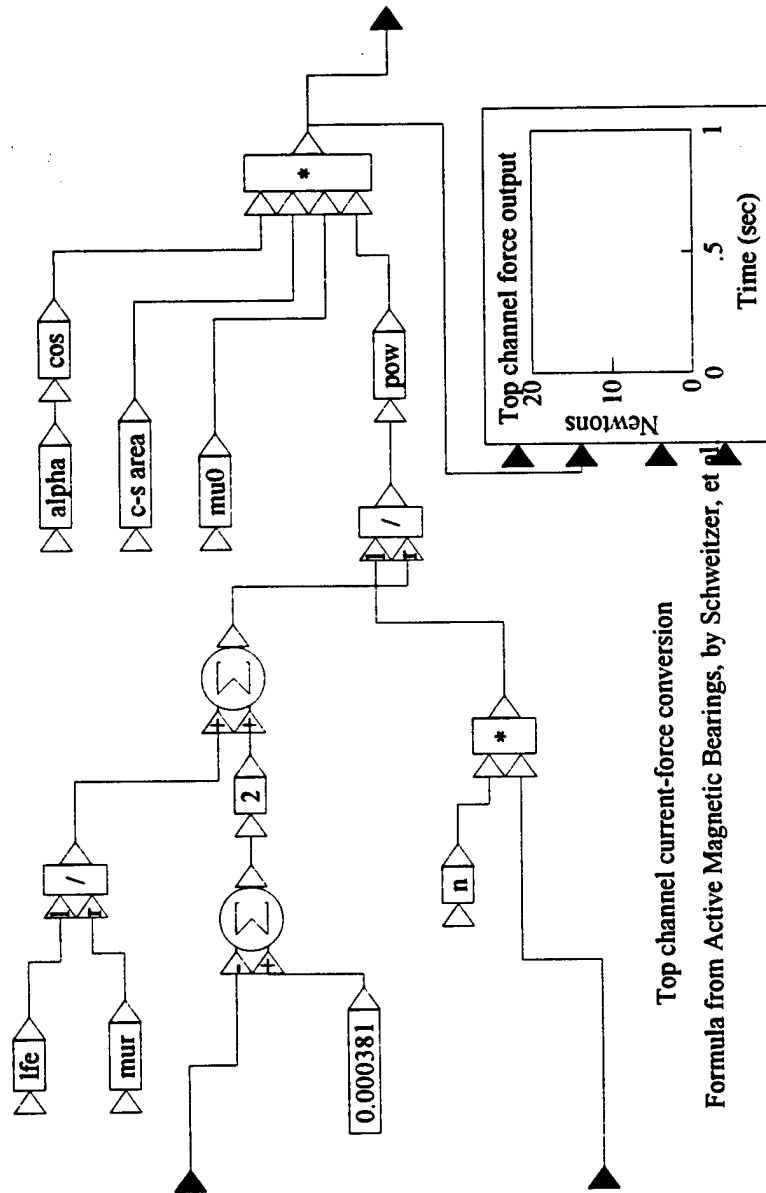 lfe
mur
/
-
+
0.000381
Σ
2
+
+
Σ
n
*
/
alpha
cos
c-s area
mu0
pow
*
Top channel force output
Newtons
20
10
0
0
.5
1
Time (sec)
Top channel current-force conversion
Formula from Active Magnetic Bearings, by Schweitzer, et al